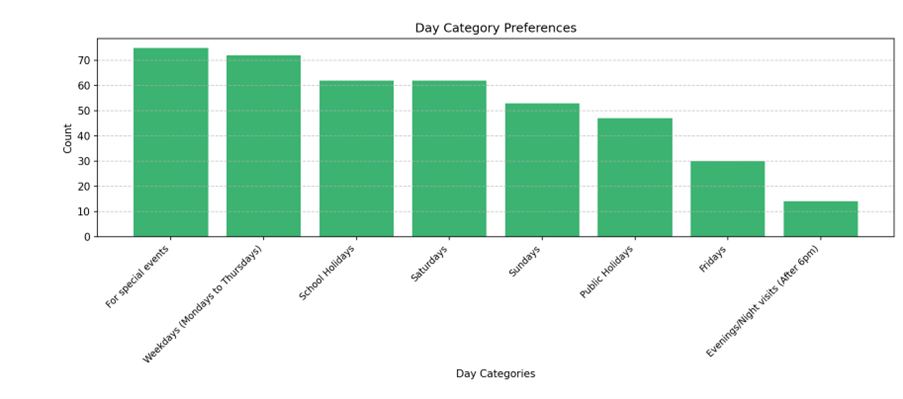 Day Category Preferences
Count
70
60
50
40
30
20
10
0
For special events
Weekdays (Mondays to Thursdays)
School Holidays
Saturdays
Sundays
Public Holidays
Fridays
Evenings/Night visits (After 6pm)
Day Categories